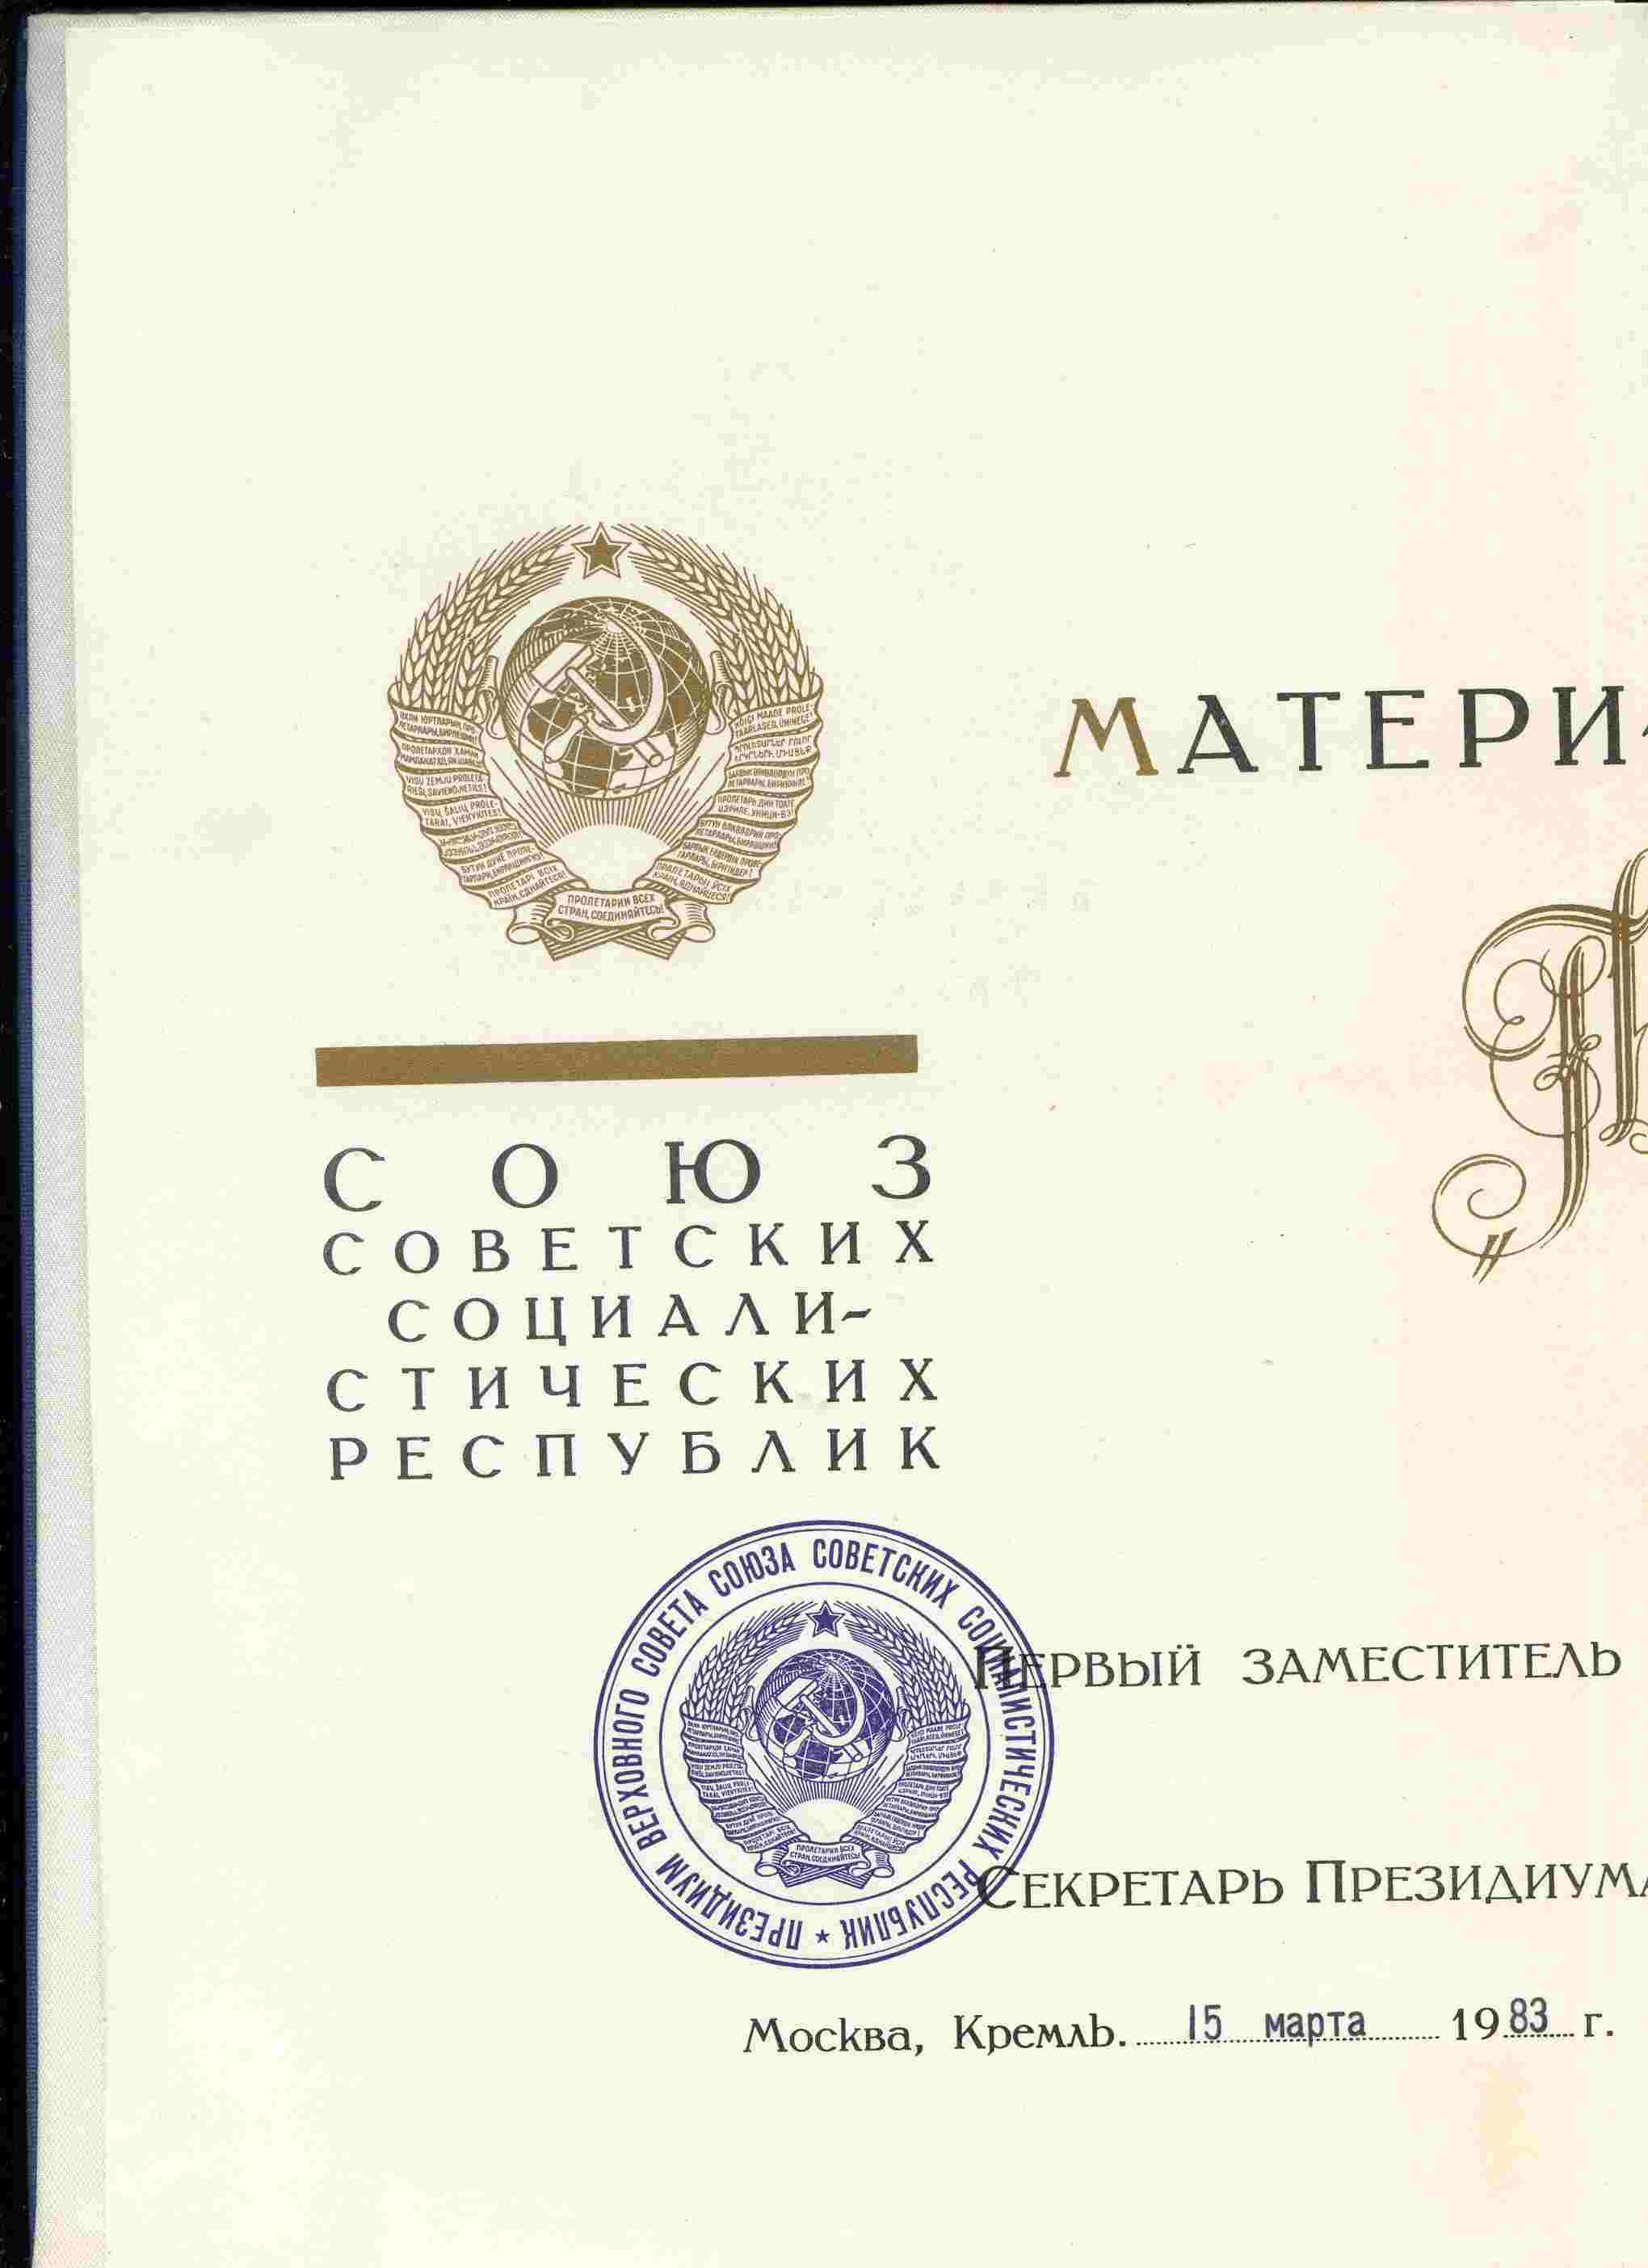 ПРОЛЕТАРИИ ВСЕХ
СТРАН, СОЕДИНЯЙТЕСЬ!
СОЮЗ
СОВЕТСКИХ
СОЦИАЛИ-
СТИЧЕСКИХ
РЕСПУБЛИК
МАТЕРИ
ПРЕЗИДИУМ ВЕРХОВНОГО СОВЕТА СОЮЗА СОВЕТСКИХ СОЦИАЛИСТИЧЕСКИХ РЕСПУБЛИК
ПЕРВЫЙ ЗАМЕСТИТЕЛЬ
СЕКРЕТАРЬ ПРЕЗИДИУМА
Москва, Кремль. 15 марта 1983 г.